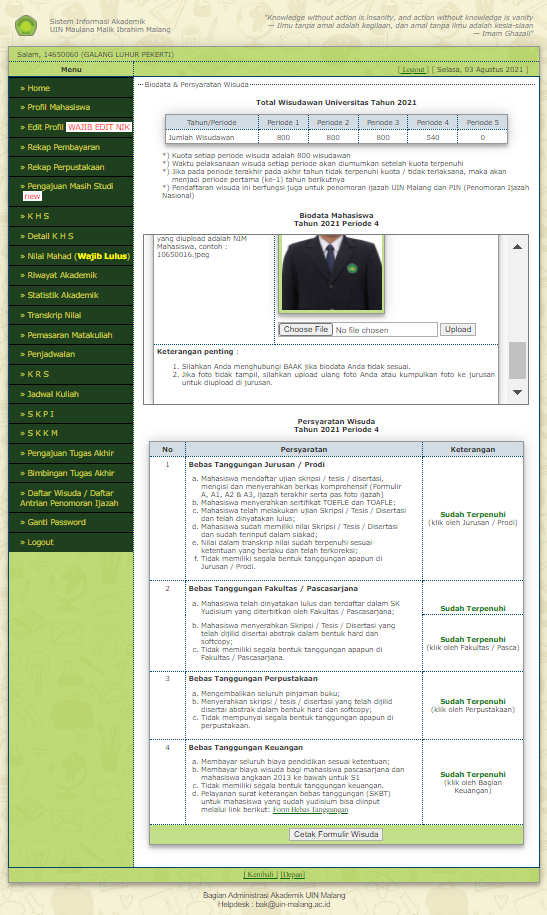 Sistem Informasi Akademik
UIN Maulana Malik Ibrahim Malang
"Knowledge without action is insanity, and action without knowledge is vanity
— Ilmu tanpa amal adalah kegilaan, dan amal tanpa ilmu adalah kesia-siaan
— Imam Ghazali"
Salam, 14650060 (GALANG LUHUR PEKERTI)
Menu
[ Logout ] [ Selasa, 03 Agustus 2021 ]
» Home
» Profil Mahasiswa
» Edit Profil WAJIB EDIT NIK
» Rekap Pembayaran
» Rekap Perpustakaan
» Pengajuan Masih Studi
new
» K H S
» Detail K H S
» Nilai Mahad (Wajib Lulus)
» Riwayat Akademik
» Statistik Akademik
» Transkrip Nilai
» Pemasaran Matakuliah
» Penjadwalan
» K R S
» Jadwal Kuliah
» S K P I
» S K K M
» Pengajuan Tugas Akhir
» Bimbingan Tugas Akhir
» Daftar Wisuda / Daftar
Antrian Penomoran Ijazah
» Ganti Password
» Logout
Biodata & Persyaratan Wisuda
Total Wisudawan Universitas Tahun 2021
Tahun/Periode Periode 1 Periode 2 Periode 3 Periode 4 Periode 5
Jumlah Wisudawan 800 800 800 540 0
*) Kuota setiap periode wisuda adalah 800 wisudawan
*) Waktu pelaksanaan wisuda setiap periode akan diumumkan setelah kuota terpenuhi
*) Jika pada periode terakhir pada akhir tahun tidak terpenuhi kuota / tidak terlaksana, maka akan
menjadi periode pertama (ke-1) tahun berikutnya
*) Pendaftaran wisuda ini berfungsi juga untuk penomoran ijazah UIN Malang dan PIN (Penomoran Ijazah
Nasional)
Biodata Mahasiswa
Tahun 2021 Periode 4
yang diupload adalah NIM
Mahasiswa, contoh :
10650016.jpeg
Choose File No file chosen Upload
Keterangan penting :
1. Silahkan Anda menghubungi BAAK jika biodata Anda tidak sesuai.
2. Jika foto tidak tampil, silahkan upload ulang foto Anda atau kumpulkan foto ke jurusan
untuk diupload di jurusan.
Persyaratan Wisuda
Tahun 2021 Periode 4
No Persyaratan Keterangan
1 Bebas Tanggungan Jurusan / Prodi
a. Mahasiswa mendaftar ujian skripsi / tesis / disertasi,
mengisi dan menyerahkan berkas komprehensif (Formulir
A, A1, A2 & A3, ijazah terakhir serta pas foto ijazah)
b. Mahasiswa menyerahkan sertifikat TOEFLE dan TOAFLE;
c. Mahasiswa telah melakukan ujian Skripsi / Tesis / Disertasi
dan telah dinyatakan lulus;
d. Mahasiswa sudah memiliki nilai Skripsi / Tesis / Disertasi
dan sudah terinput dalam siakad;
e. Nilai dalam transkrip nilai sudah terpenuhi sesuai
ketentuan yang berlaku dan telah terkoreksi;
f. Tidak memiliki segala bentuk tanggungan apapun di
Jurusan / Prodi.
Sudah Terpenuhi
(klik oleh Jurusan / Prodi)
2 Bebas Tanggungan Fakultas / Pascasarjana
a. Mahasiswa telah dinyatakan lulus dan terdaftar dalam SK
Yudisium yang diterbitkan oleh Fakultas / Pascasarjana;
Sudah Terpenuhi
b. Mahasiswa menyerahkan Skripsi / Tesis / Disertasi yang
telah dijilid disertai abstrak dalam bentuk hard dan
softcopy;
c. Tidak memiliki segala bentuk tanggungan apapun di
Fakultas / Pascasarjana.
Sudah Terpenuhi
(klik oleh Fakultas / Pasca)
3 Bebas Tanggungan Perpustakaan
a. Mengembalikan seluruh pinjaman buku;
b. Menyerahkan skripsi / tesis / disertasi yang telah dijilid
disertai abstrak dalam bentuk hard dan softcopy;
c. Tidak mempunyai segala bentuk tanggungan apapun di
perpustakaan.
Sudah Terpenuhi
(klik oleh Perpustakaan)
4 Bebas Tanggungan Keuangan
a. Membayar seluruh biaya pendidikan sesuai ketentuan;
b. Membayar biaya wisuda bagi mahasiswa pascasarjana dan
mahasiswa angkaan 2013 ke bawah untuk S1
c. Tidak memiliki segala bentuk tanggungan keuangan.
d. Pelayanan surat keterangan bebas tanggungan (SKBT)
untuk mahasiswa yang sudah yudisium bisa diinput
melalui link berikut: Form Bebas Tanggungan
Sudah Terpenuhi
(klik oleh Bagian
Keuangan)
Cetak Formulir Wisuda
[ Kembali ] [Depan]
Bagian Administrasi Akademik UIN Malang
Helpdesk : bak@uin-malang.ac.id